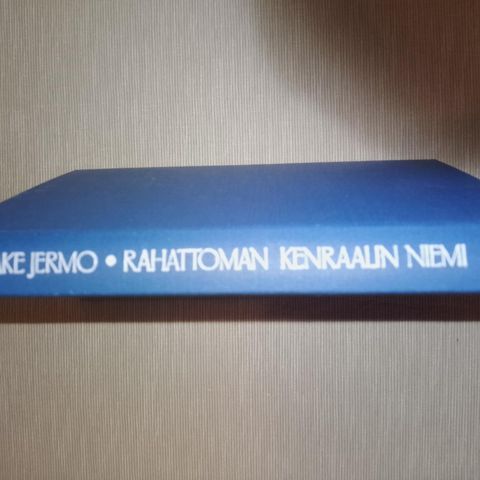 AKE JERMO • RAHATTOMAN KENRAALIN NIEMI